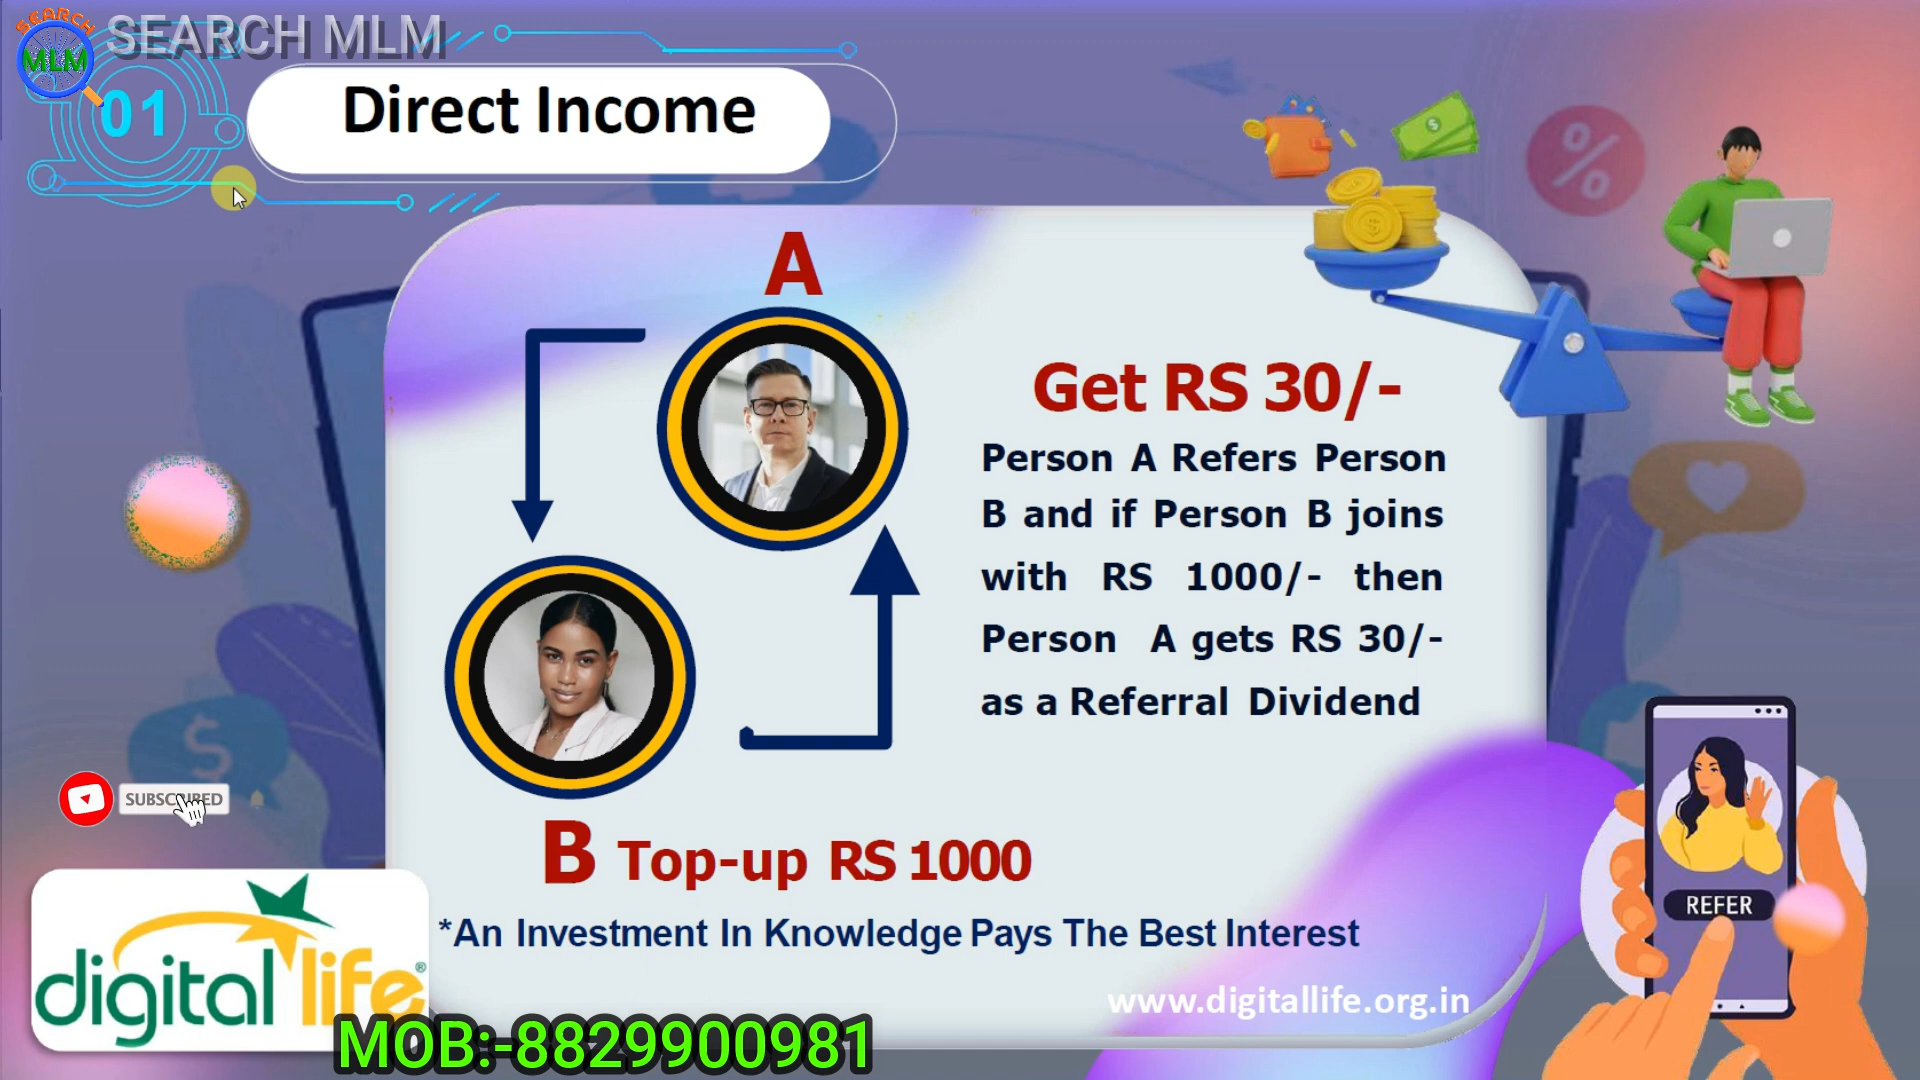 SEARCH
MLM
SEARCH MLM
01
Direct Income
A
Get RS 30/-
Person A Refers Person
B and if Person B joins
with RS 1000/- then
Person A gets RS 30/-
as a Referral Dividend
B Top-up RS 1000
*An Investment In Knowledge Pays The Best Interest
www.digitallife.org.in
SUBSCRIBED
REFER
digital life®
MOB:-8829900981